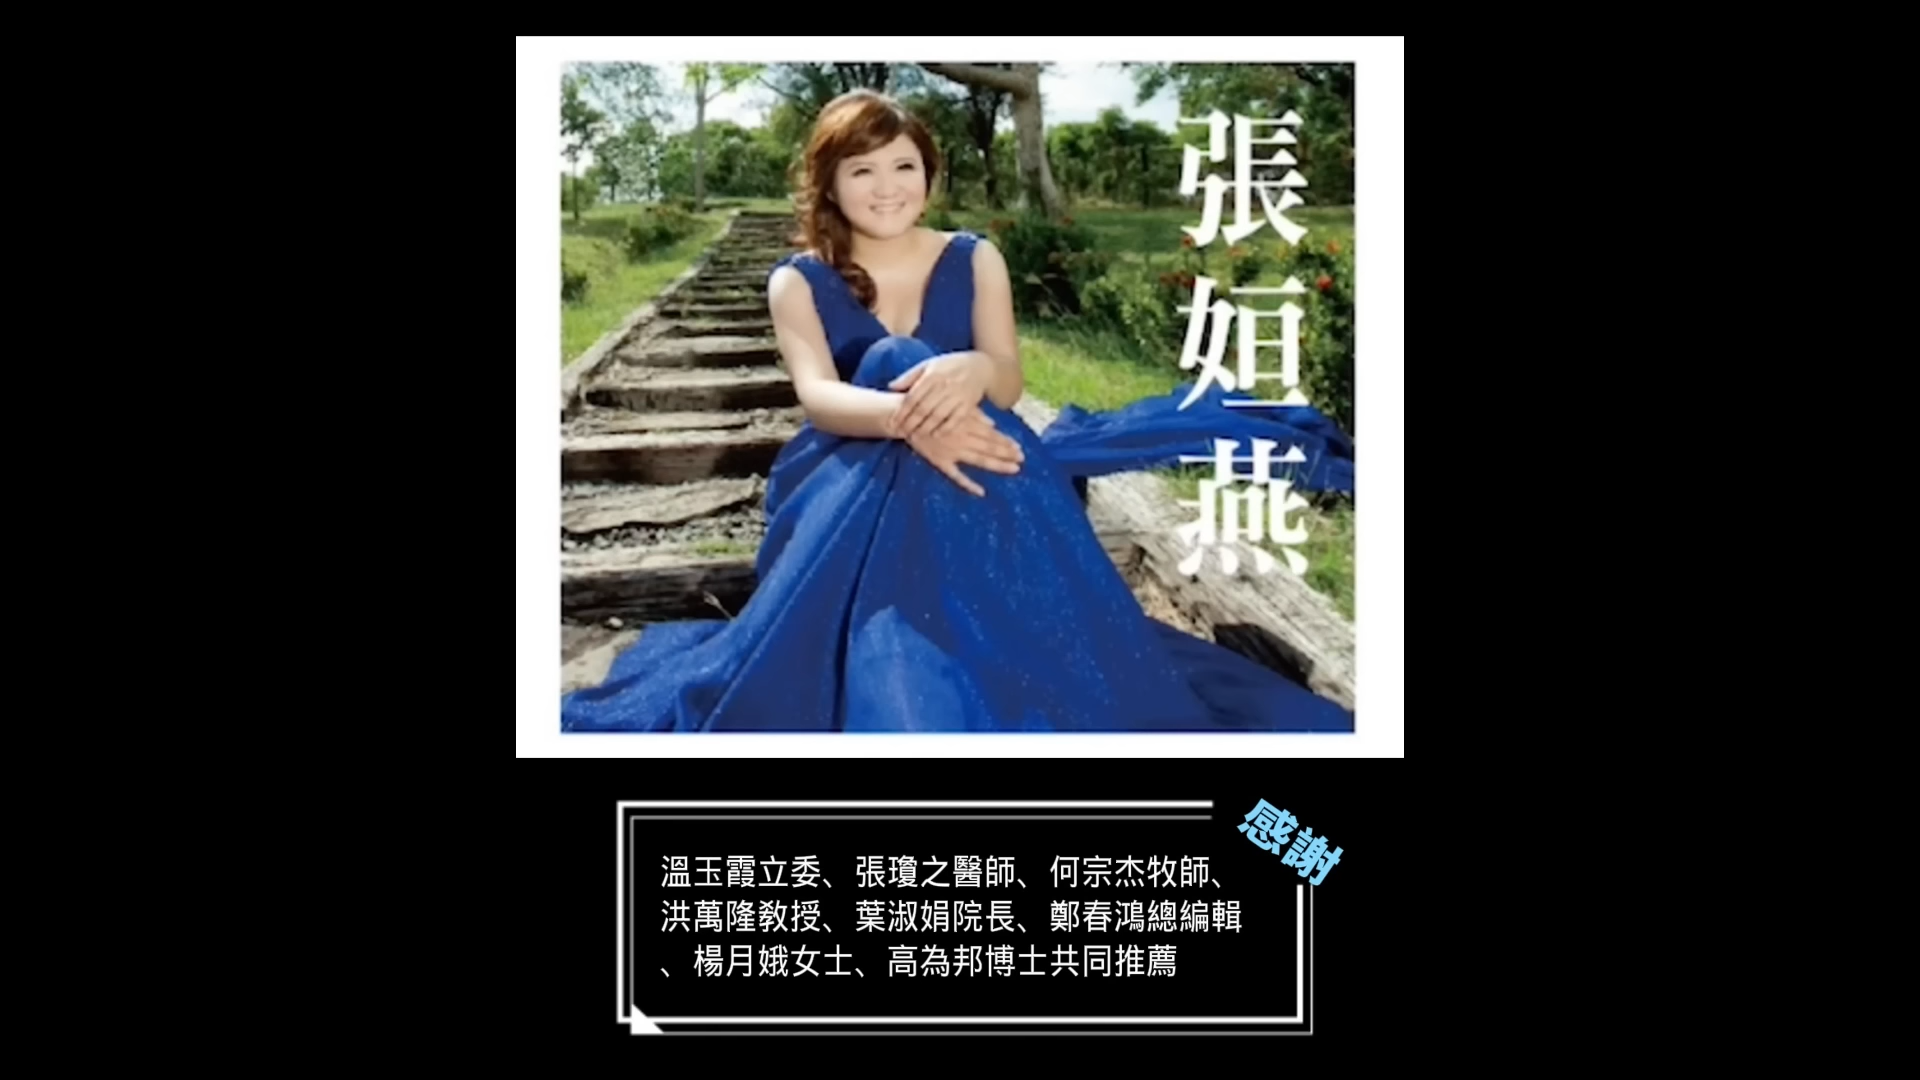 張姮燕
感謝
溫玉霞立委、張瓊之醫師、何宗杰牧師、
洪萬隆教授、葉淑娟院長、鄭春鴻總編輯
、楊月娥女士、高為邦博士共同推薦